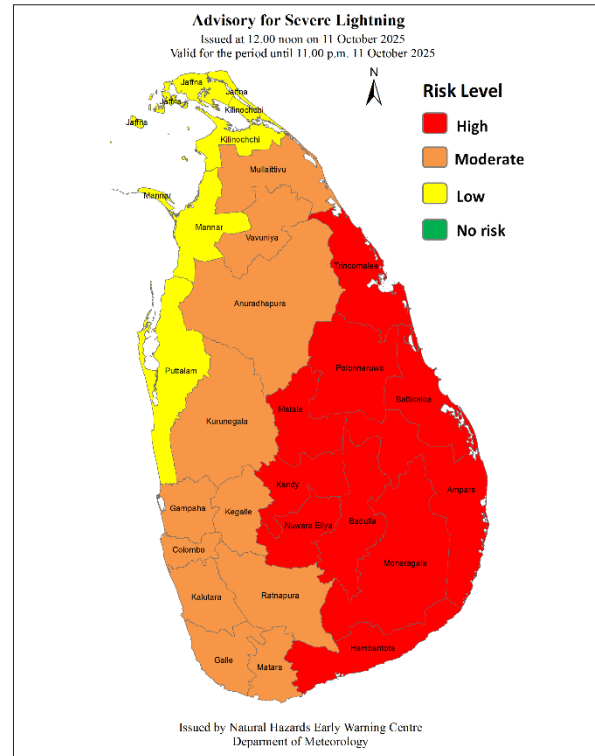 Advisory for Severe Lightning
Issued at 12.00 noon on 11 October 2025
Valid for the period until 11.00 p.m. 11 October 2025
N
Risk Level
High
Moderate
Low
No risk
Jaffna
Jaffna
Jaffna
Jaffna
Kilinochchi
Kilinochchi
Mullaittivu
Mannar
Mannar
Vavuniya
Trincomalee
Anuradhapura
Puttalam
Polonnaruwa
Batticaloa
Matale
Kurunegala
Kandy
Ampara
Gampaha
Kegalle
Nuwara Eliya
Badulla
Colombo
Moneragala
Kalutara
Ratnapura
Hambantota
Galle
Matara
Issued by Natural Hazards Early Warning Centre
Deparment of Meteorology